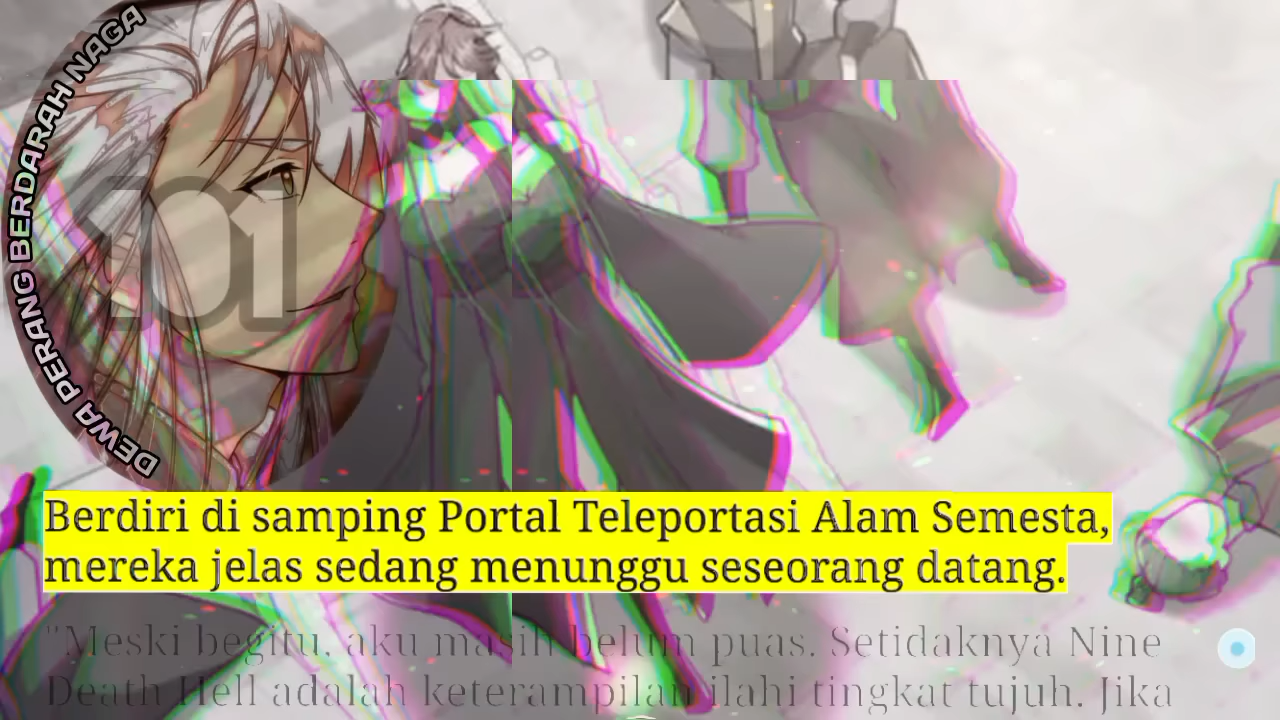 DEWA PERANG BERDARAH NAGA
101
Berdiri di samping Portal Teleportasi Alam Semesta,
mereka jelas sedang menunggu seseorang datang.
"Meski begitu, aku masih belum puas. Setidaknya Nine
Death Hell adalah keterampilan ilahi tingkat tujuh. Jika